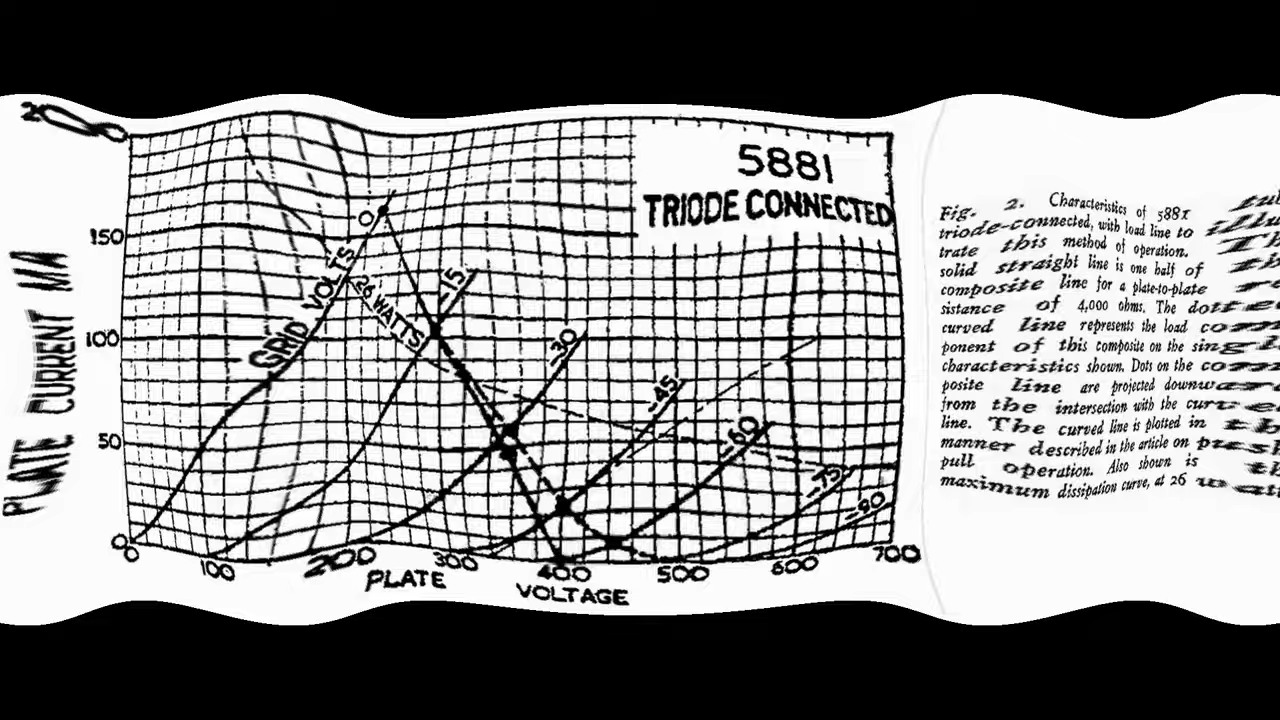 200
5881
TRIODE CONNECTED
150
100
50
0
PLATE CURRENT MA
GRID VOLTS
0
26 WATTS
-15
-30
-45
-60
-75
-90
0
100
200
300
400
500
600
700
PLATE VOLTAGE
Fig. 2. Characteristics of 5881
triode-connected, with load line to
trate this method of operation.
solid straight line is one half of
composite line for a plate-to-plate
sistance of 4,000 ohms. The
curved line represents the load
ponent of this composite on the
characteristics shown. Dots on the
posite line are projected
from the intersection with the
line. The curved line is plotted in
manner described in the article on
pull operation. Also shown is
maximum dissipation curve, at 26